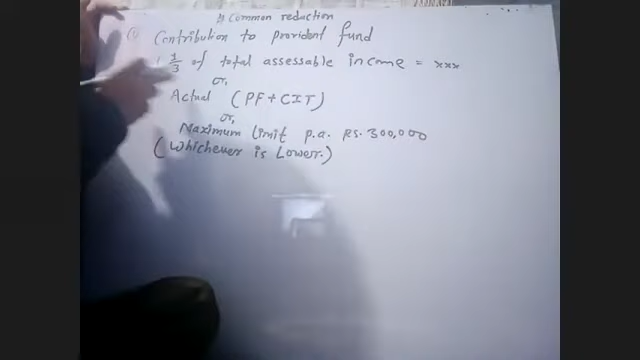 Common reduction
Contribution to provident fund
1/3 of total assessable income = xxx
or,
Actual (PF + CIT)
or,
Maximum limit p.a. Rs. 300,000
(whichever is Lower.)